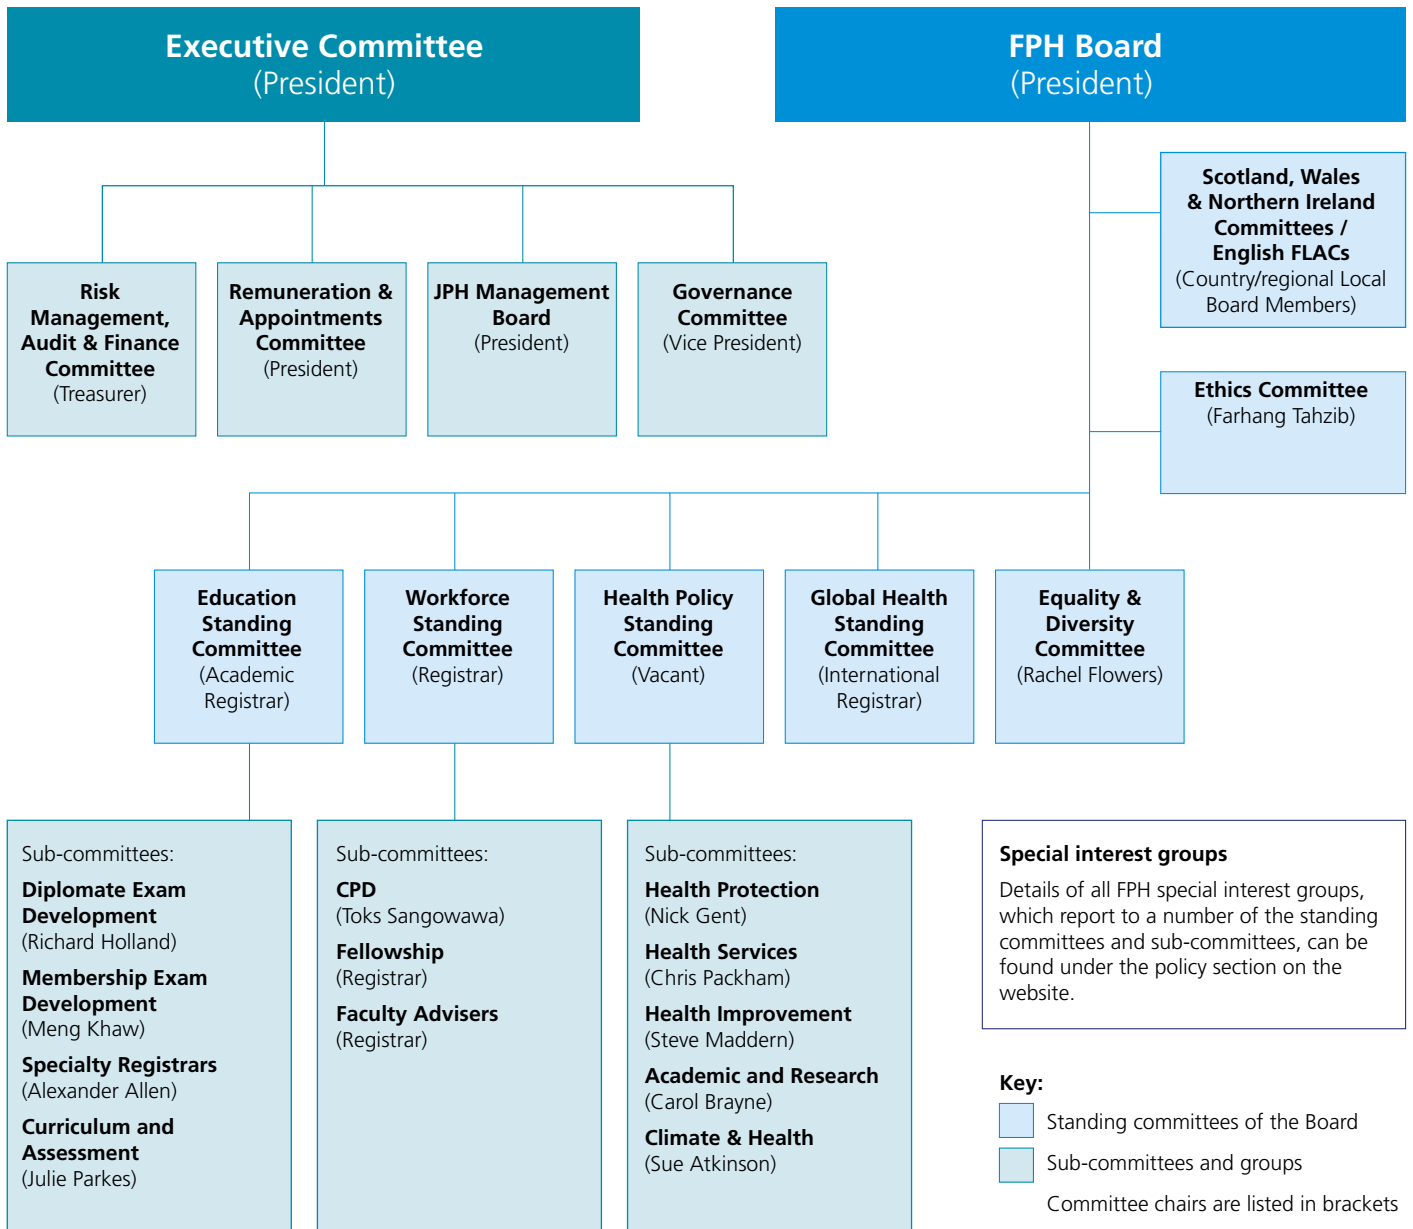 Executive Committee
(President)
FPH Board
(President)
Scotland, Wales
& Northern Ireland
Committees /
English FLACs
(Country/regional Local
Board Members)
Risk
Management,
Audit & Finance
Committee
(Treasurer)
Remuneration &
Appointments
Committee
(President)
JPH Management
Board
(President)
Governance
Committee
(Vice President)
Ethics Committee
(Farhang Tahzib)
Education
Standing
Committee
(Academic
Registrar)
Workforce
Standing
Committee
(Registrar)
Health Policy
Standing
Committee
(Vacant)
Global Health
Standing
Committee
(International
Registrar)
Equality &
Diversity
Committee
(Rachel Flowers)
Sub-committees:
Diplomate Exam
Development
(Richard Holland)
Membership Exam
Development
(Meng Khaw)
Specialty Registrars
(Alexander Allen)
Curriculum and
Assessment
(Julie Parkes)
Sub-committees:
CPD
(Toks Sangowawa)
Fellowship
(Registrar)
Faculty Advisers
(Registrar)
Sub-committees:
Health Protection
(Nick Gent)
Health Services
(Chris Packham)
Health Improvement
(Steve Maddern)
Academic and Research
(Carol Brayne)
Climate & Health
(Sue Atkinson)
Special interest groups
Details of all FPH special interest groups,
which report to a number of the standing
committees and sub-committees, can be
found under the policy section on the
website.
Key:
Standing committees of the Board
Sub-committees and groups
Committee chairs are listed in brackets